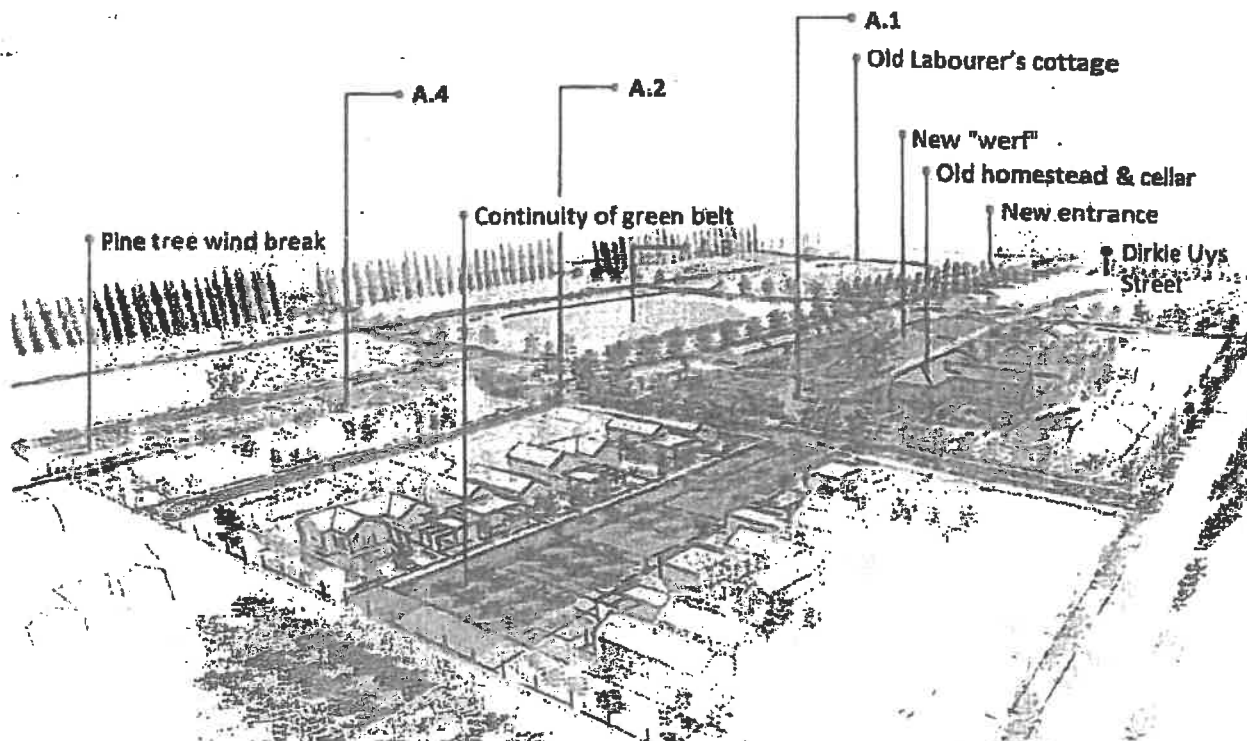 A.1
Old Labourer's cottage
A.4
A.2
New "werf"
Old homestead & cellar
Continuity of green belt
New entrance
Pine tree wind break
Dirkie Uys
Street